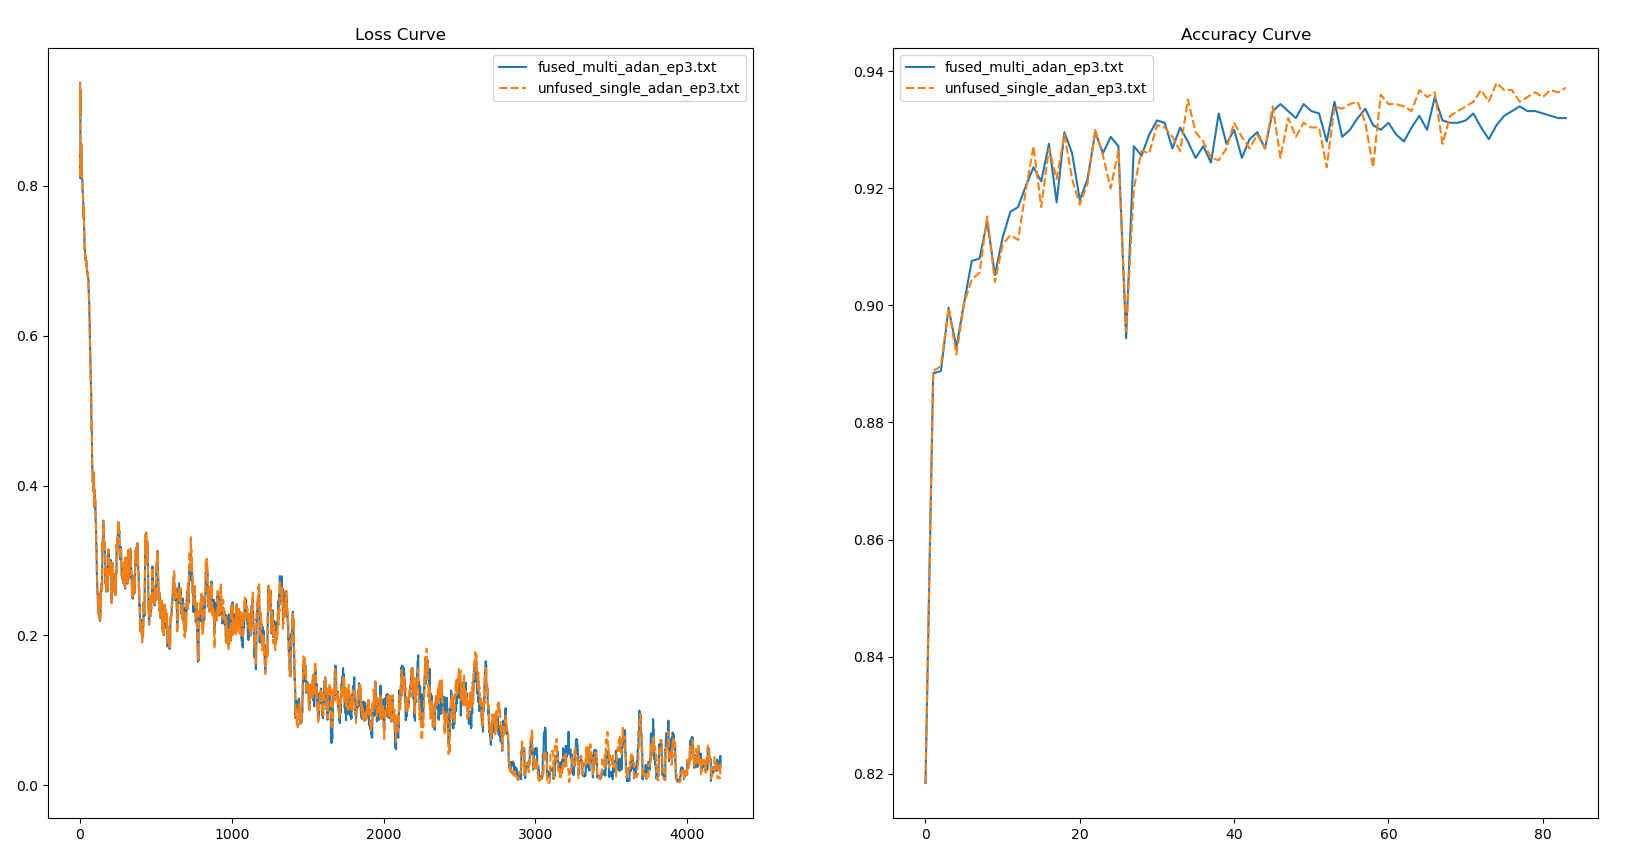 Loss Curve
fused_multi_adan_ep3.txt
unfused_single_adan_ep3.txt
0.8
0.6
0.4
0.2
0.0
0 1000 2000 3000 4000
Accuracy Curve
fused_multi_adan_ep3.txt
unfused_single_adan_ep3.txt
0.94
0.92
0.90
0.88
0.86
0.84
0.82
0 20 40 60 80